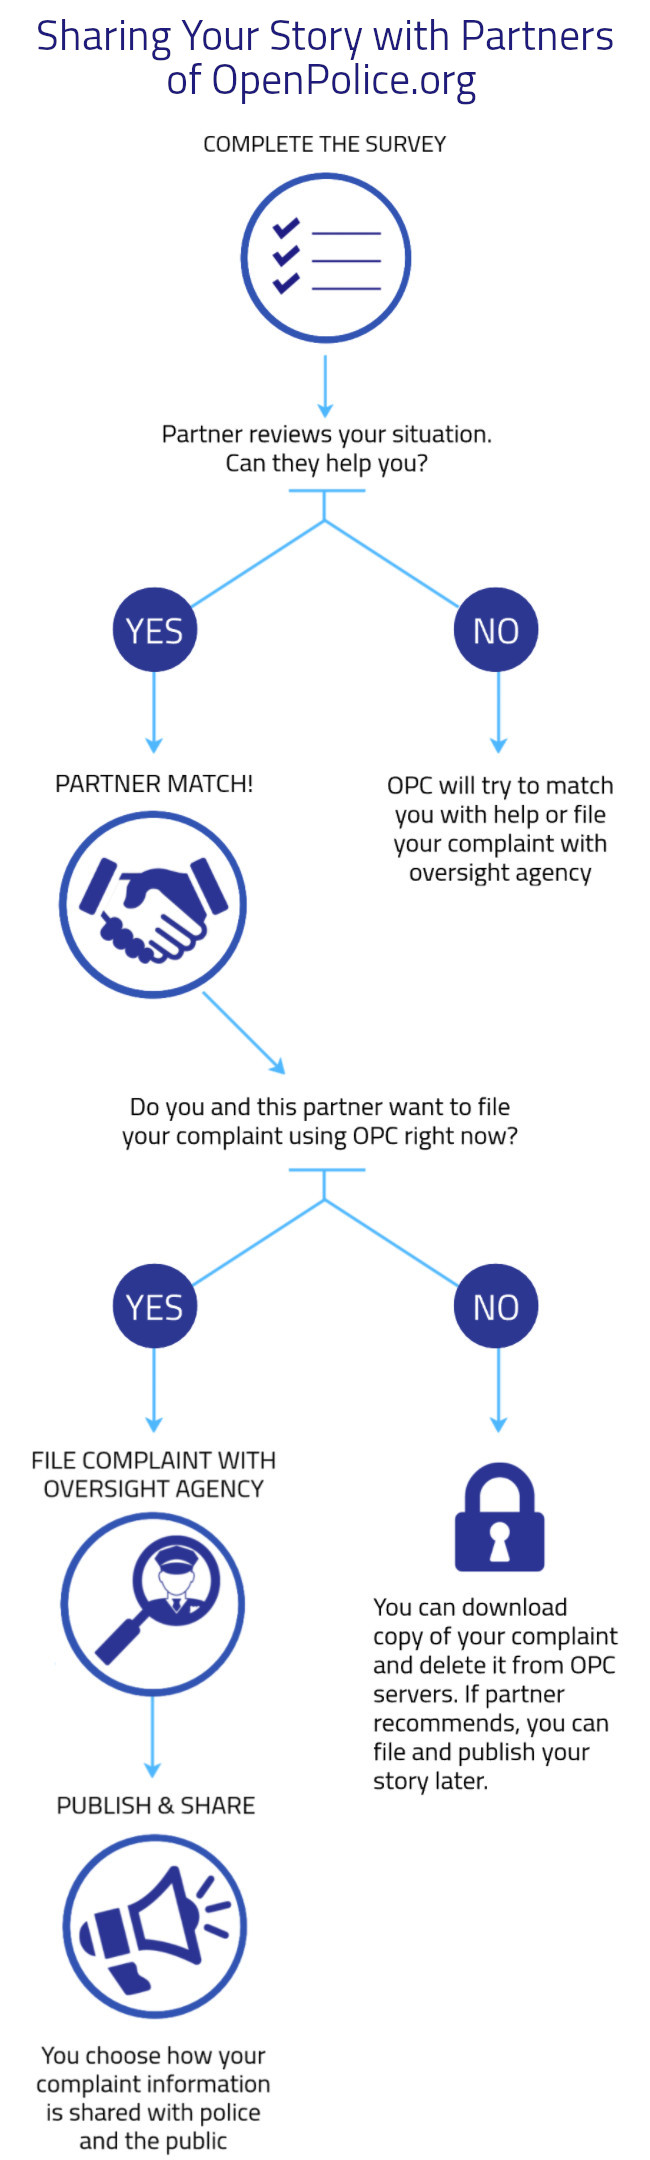 Sharing Your Story with Partners
of OpenPolice.org
COMPLETE THE SURVEY
Partner reviews your situation.
Can they help you?
YES
NO
PARTNER MATCH!
OPC will try to match
you with help or file
your complaint with
oversight agency
Do you and this partner want to file
your complaint using OPC right now?
YES
NO
FILE COMPLAINT WITH
OVERSIGHT AGENCY
You can download
copy of your complaint
and delete it from OPC
servers. If partner
recommends, you can
file and publish your
story later.
PUBLISH & SHARE
You choose how your
complaint information
is shared with police
and the public